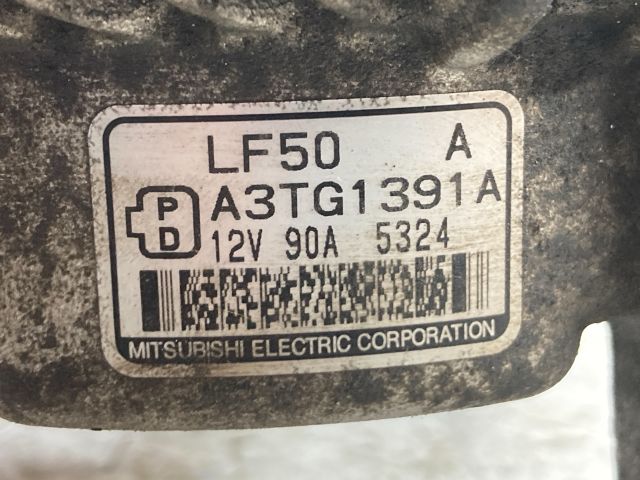 LF50 A
A3TG1391A
P
D
12V 90A 5324
MITSUBISHI ELECTRIC CORPORATION